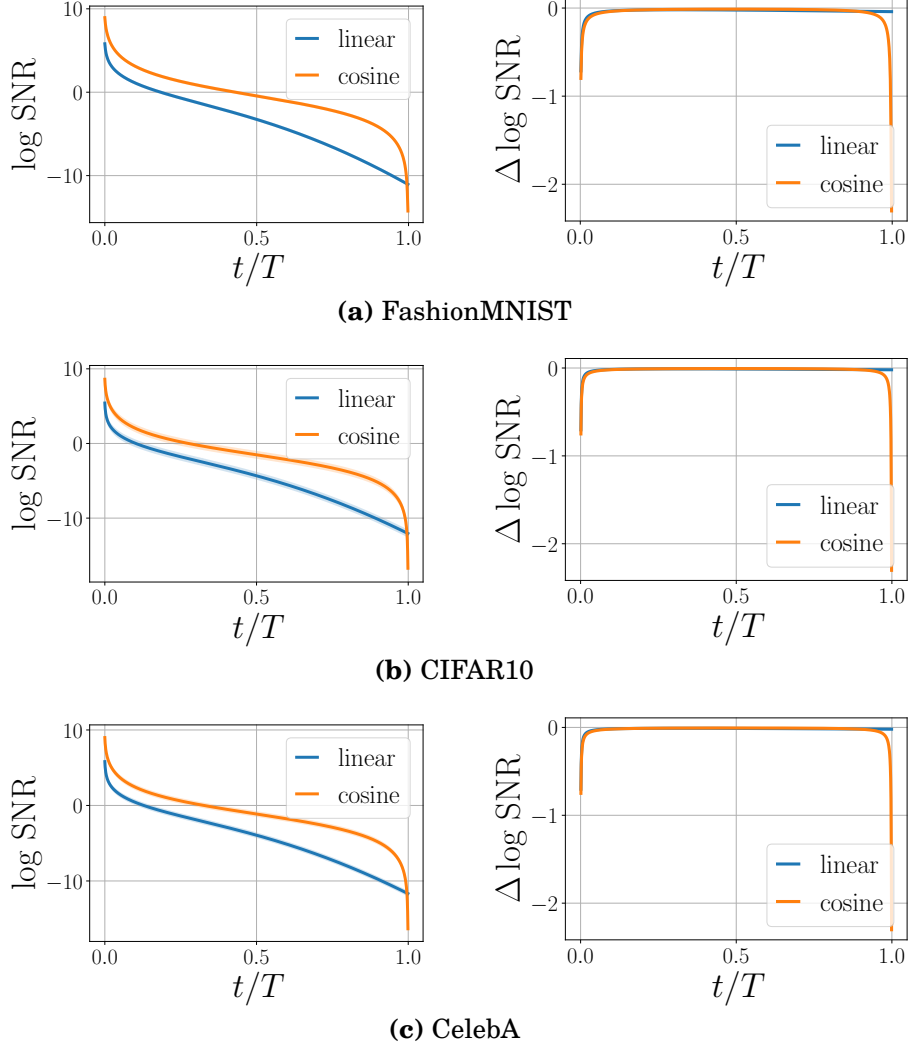 log SNR
10
0
−10
linear
cosine
0.0 0.5 1.0
t/T
Δ log SNR
0
−1
−2
linear
cosine
0.0 0.5 1.0
t/T
(a) FashionMNIST
log SNR
10
0
−10
linear
cosine
0.0 0.5 1.0
t/T
Δ log SNR
0
−1
−2
linear
cosine
0.0 0.5 1.0
t/T
(b) CIFAR10
log SNR
10
0
−10
linear
cosine
0.0 0.5 1.0
t/T
Δ log SNR
0
−1
−2
linear
cosine
0.0 0.5 1.0
t/T
(c) CelebA